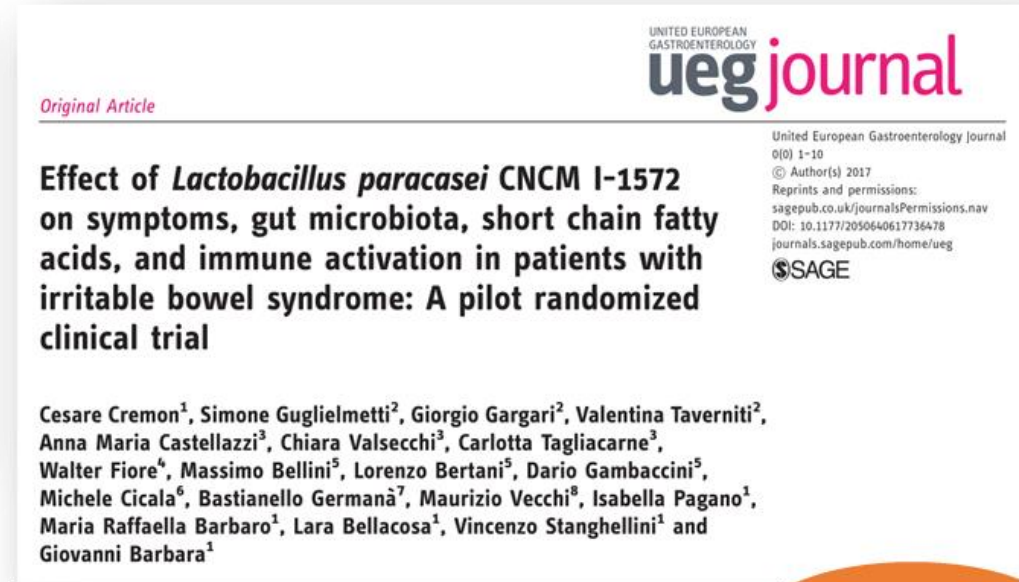 UNITED EUROPEAN
GASTROENTEROLOGY
ueg journal
Original Article
United European Gastroenterology Journal
0(0) 1–10
© Author(s) 2017
Reprints and permissions:
sagepub.co.uk/journalsPermissions.nav
DOI: 10.1177/2050640617736478
journals.sagepub.com/home/ueg
SSAGE
Effect of Lactobacillus paracasei CNCM I-1572
on symptoms, gut microbiota, short chain fatty
acids, and immune activation in patients with
irritable bowel syndrome: A pilot randomized
clinical trial
Cesare Cremon¹, Simone Guglielmetti², Giorgio Gargari², Valentina Taverniti²,
Anna Maria Castellazzi³, Chiara Valsecchi³, Carlotta Tagliacarne³,
Walter Fiore⁴, Massimo Bellini⁵, Lorenzo Bertani⁵, Dario Gambaccini⁵,
Michele Cicala⁶, Bastianello Germanà⁷, Maurizio Vecchi⁸, Isabella Pagano¹,
Maria Raffaella Barbaro¹, Lara Bellacosa¹, Vincenzo Stanghellini¹ and
Giovanni Barbara¹